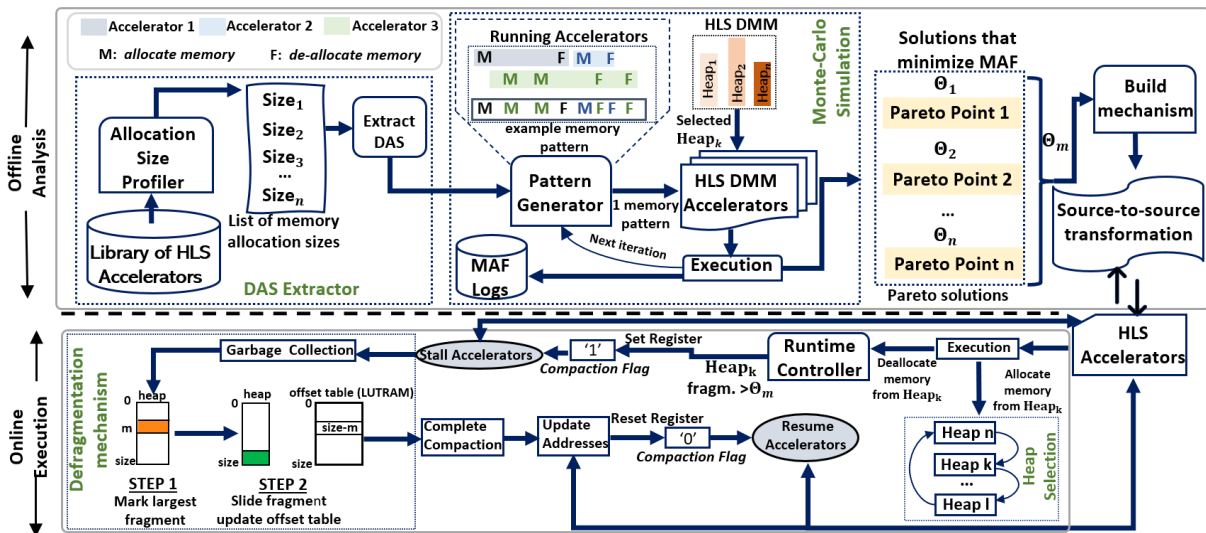 Accelerator 1
Accelerator 2
Accelerator 3
M: allocate memory
F: de-allocate memory
Offline
Analysis
Allocation
Size
Profiler
Library of HLS
Accelerators
Size1
Size2
Size3
...
Sizen
List of memory
allocation sizes
Extract
DAS
DAS Extractor
Running Accelerators
M F M F
M M F F
M M M F M F F F
example memory
pattern
HLS DMM
Heap1
Heap2
Heapn
Selected
Heapk
Monte-Carlo
Simulation
Pattern
Generator
1 memory
pattern
HLS DMM
Accelerators
Next iteration
Execution
MAF
Logs
Solutions that
minimize MAF
Θ1
Pareto Point 1
Θ2
Pareto Point 2
...
Θn
Pareto Point n
Pareto solutions
Θm
Build
mechanism
Source-to-source
transformation
Online
Execution
Defragmentation
mechanism
Garbage Collection
Stall Accelerators
'1'
Compaction Flag
Set Register
Heapk
fragm. >Θm
Runtime
Controller
Deallocate
memory
from Heapk
Execution
Allocate
memory
from Heapk
HLS
Accelerators
heap
0
m
size
STEP 1
Mark largest
fragment
heap
0
size
STEP 2
Slide fragment
update offset table
offset table (LUTRAM)
0
size-m
size
Complete
Compaction
Update
Addresses
Reset Register
'0'
Compaction Flag
Resume
Accelerators
Heap n
Heap k
...
Heap l
Heap
Selection